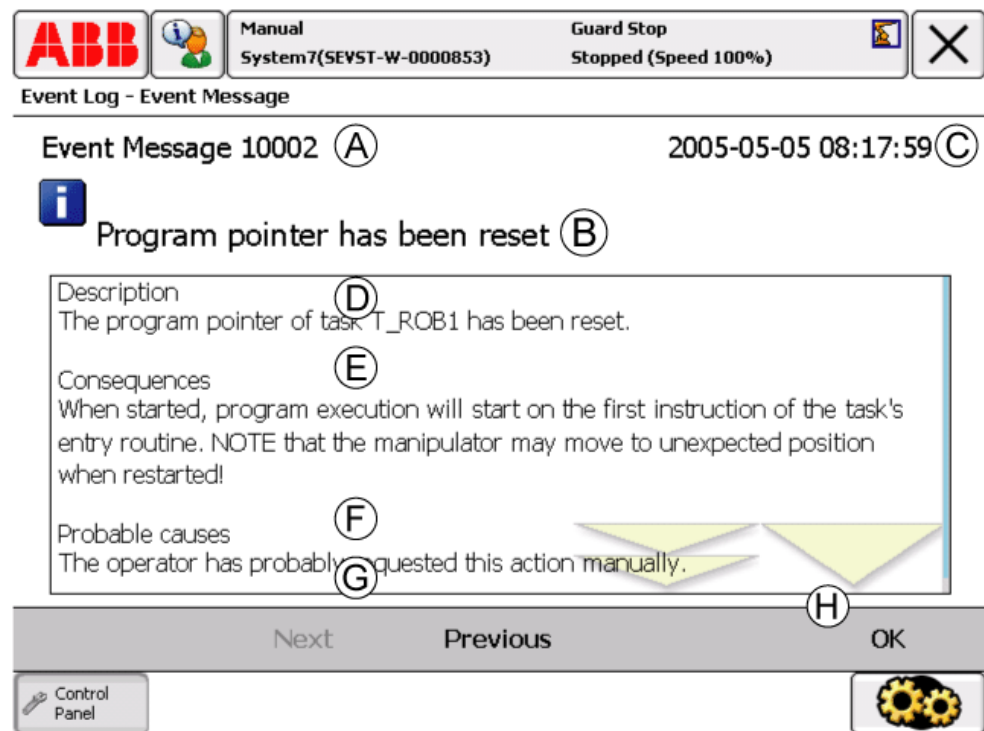 ABB
Manual
Guard Stop
System7(SEVST-W-0000853)
Stopped (Speed 100%)
Event Log - Event Message
Event Message 10002 A
2005-05-05 08:17:59 C
i
Program pointer has been reset B
Description
D
The program pointer of task T_ROB1 has been reset.
E
Consequences
When started, program execution will start on the first instruction of the task's
entry routine. NOTE that the manipulator may move to unexpected position
when restarted!
F
Probable causes
The operator has probably requested this action manually.
G
H
Next
Previous
OK
Control
Panel